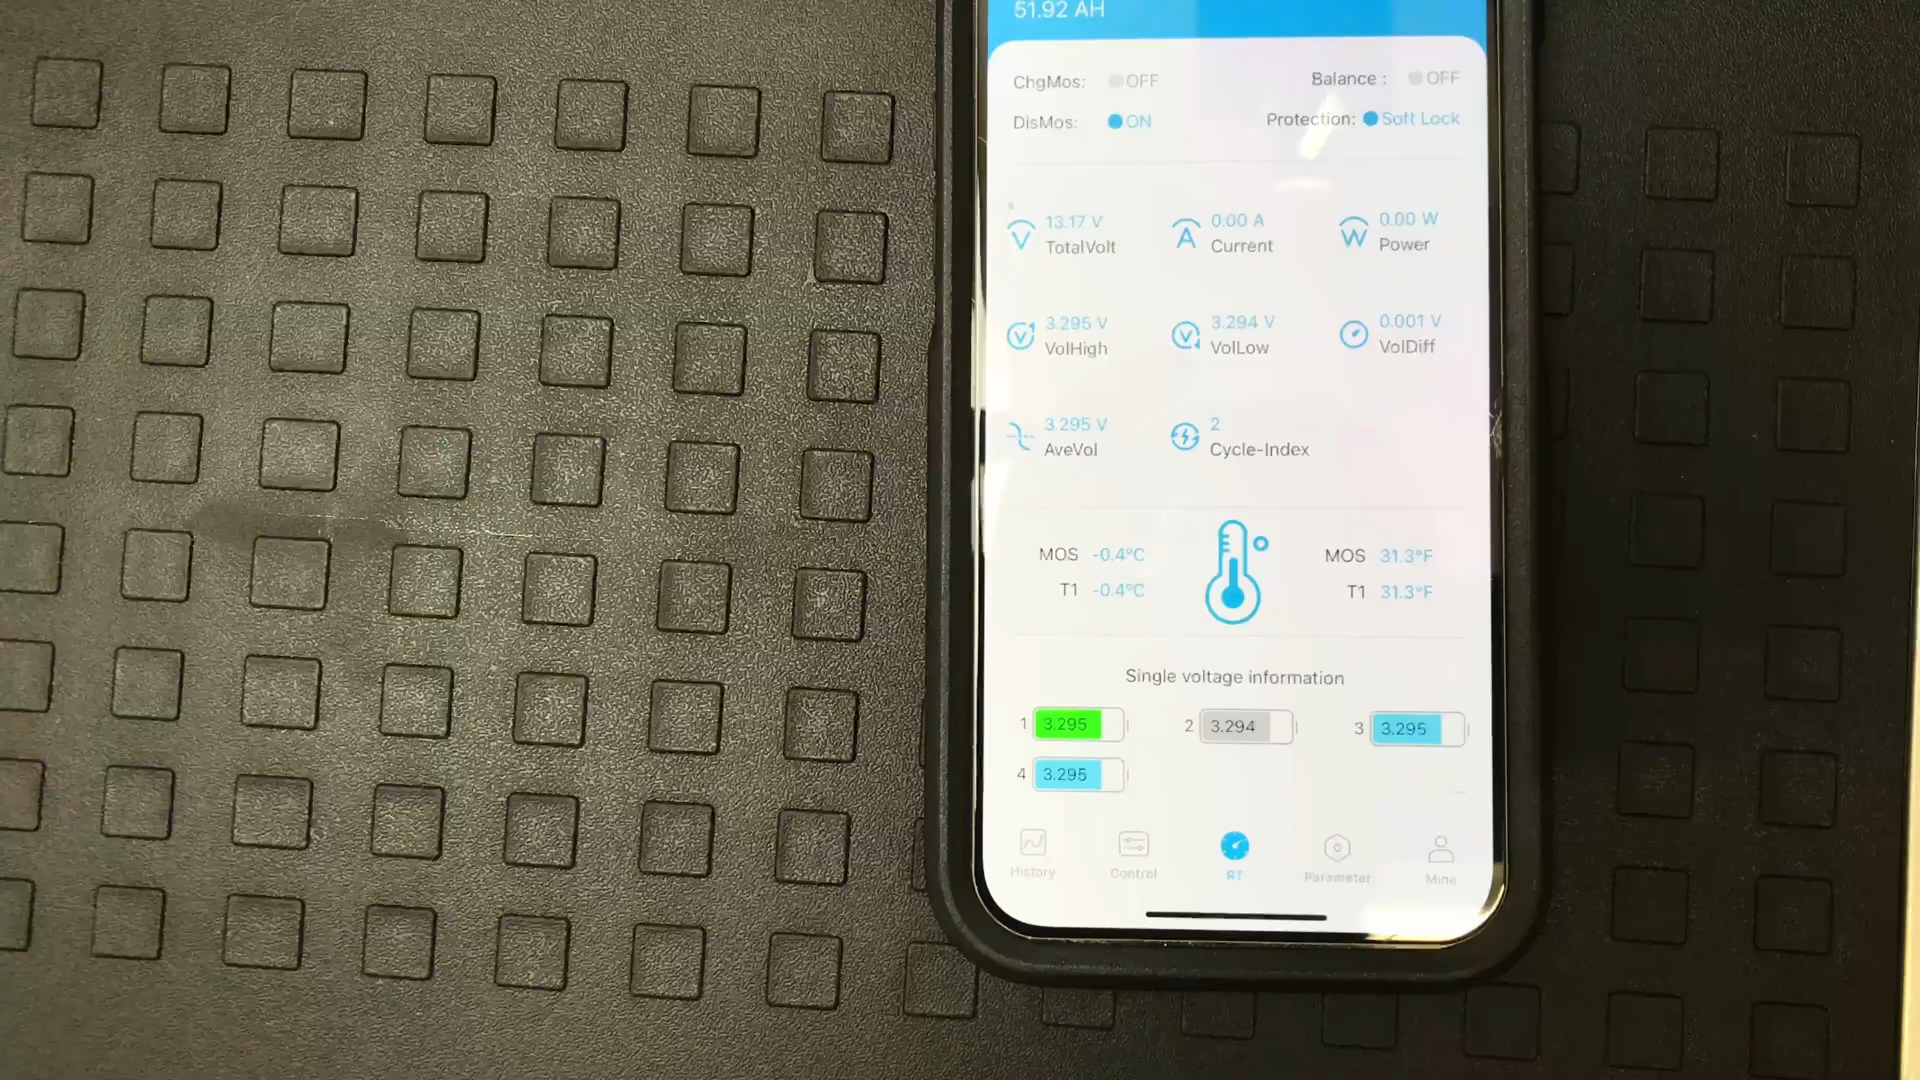 51.92 AH
ChgMos: OFF Balance : OFF
DisMos: ON Protection: Soft Lock
13.17 V 0.00 A 0.00 W
TotalVolt Current Power
3.295 V 3.294 V 0.001 V
VolHigh VolLow VolDiff
3.295 V 2
AveVol Cycle-Index
MOS -0.4°C MOS 31.3°F
T1 -0.4°C T1 31.3°F
Single voltage information
1 3.295 2 3.294 3 3.295
4 3.295
History Control RT Parameter Mine